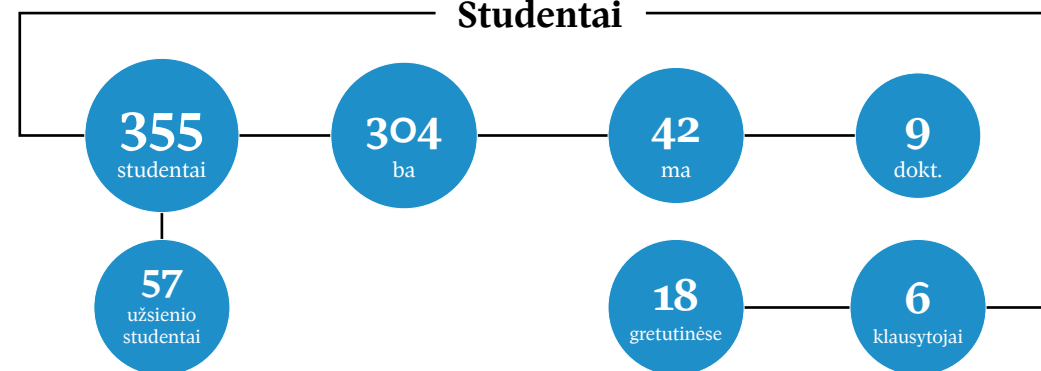 Studentai
355
studentai
304
ba
42
ma
9
dokt.
57
užsienio
studentai
18
gretutinėse
6
klausytojai